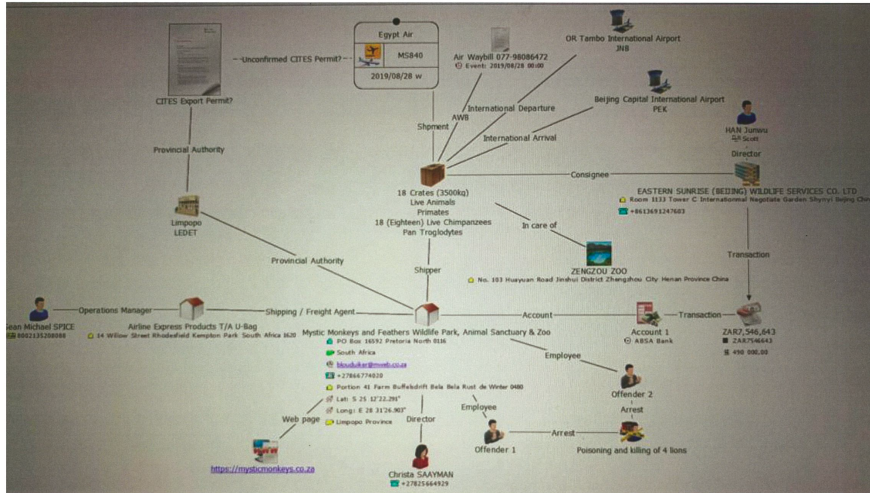 Egypt Air
MS840
2019/08/28 w
Unconfirmed CITES Permit?
CITES Export Permit?
Air Waybill 077-98086472
Event: 2019/08/28 00:00
OR Tambo International Airport
JNB
Beijing Capital International Airport
PEK
HAN Junwu
Scott
Director
Shpment
AWB
International Departure
International Arrival
Provincial Authority
18 Crates (3500kg)
Live Animals
Primates
18 (Eighteen) Live Chimpanzees
Pan Troglodytes
Consignee
EASTERN SUNRISE (BEIJING) WILDLIFE SERVICES CO. LTD
Room 1133 Tower C Internationmal Negotiate Garden Shynyi Beijing
+8613691247603
Limpopo
LEDET
In care of
ZENGZOU ZOO
No. 103 Huayuan Road Jinshui District Zhengzhou City Henan Province China
Transaction
Provincial Authority
Shipper
Operations Manager
Michael SPICE
Shipping / Freight Agent
Airline Express Products T/A U-Bag
14 Willow Street Rhodesfield Kempton Park South Africa 1620
Mystic Monkeys and Feathers Wildlife Park, Animal Sanctuary & Zoo
PO Box 16592 Pretoria North 0116
South Africa
+27866774020
Portion 41 Farm Buffelsdrift Bela Bela Rust de Winter 0480
Lat: S 25 12'22.291"
Long: E 28 31'26.903"
Limpopo Province
Account
Account 1
ABSA Bank
Transaction
ZAR7,546,643
ZAR7546643
490 000.00
Employee
Offender 2
Arrest
Poisoning and killing of 4 lions
Arrest
Offender 1
Employee
Director
Christa SAAYMAN
+27825664929
Web page
https://mysticmonkeys.co.za